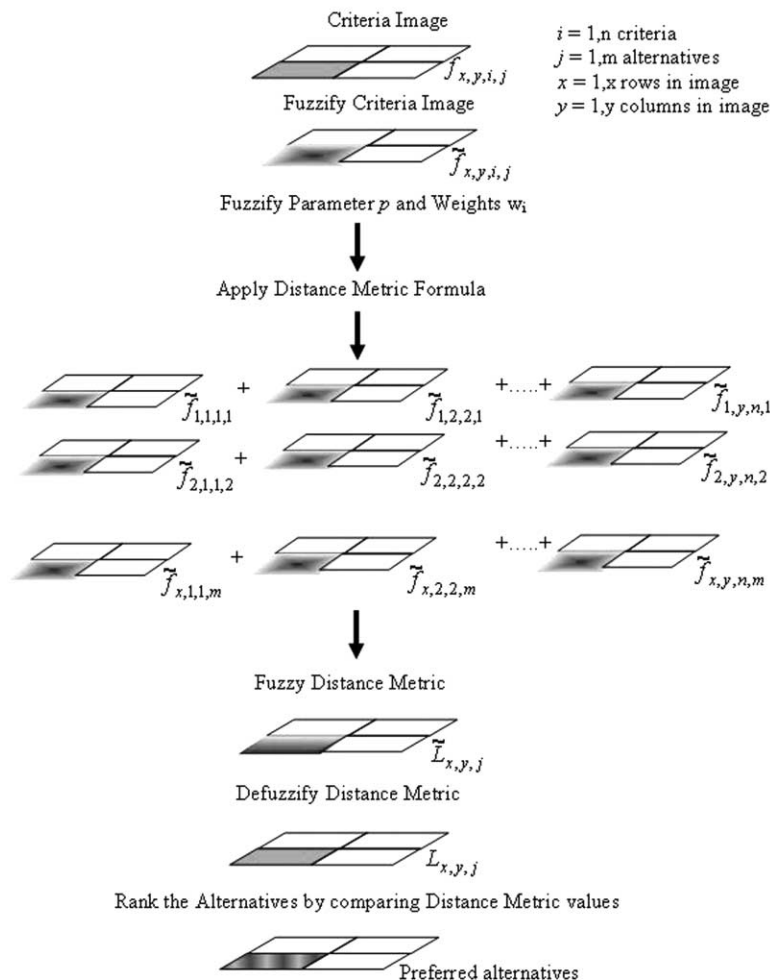 Criteria Image
i = 1,n criteria
j = 1,m alternatives
x = 1,x rows in image
y = 1,y columns in image
f x,y,i,j
Fuzzify Criteria Image
f̃ x,y,i,j
Fuzzify Parameter p and Weights wi
Apply Distance Metric Formula
f̃ 1,1,1,1 + f̃ 1,2,2,1 +.....+ f̃ 1,y,n,1
f̃ 2,1,1,2 + f̃ 2,2,2,2 +.....+ f̃ 2,y,n,2
f̃ x,1,1,m + f̃ x,2,2,m +.....+ f̃ x,y,n,m
Fuzzy Distance Metric
L̃ x,y,j
Defuzzify Distance Metric
L x,y,j
Rank the Alternatives by comparing Distance Metric values
Preferred alternatives